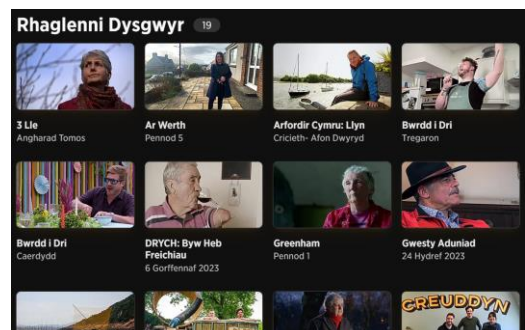 Rhaglenni Dysgwyr 19
3 Lle
Angharad Tomos
Ar Werth
Pennod 5
Arfordir Cymru: Llyn
Cricieth- Afon Dwyryd
Bwrdd i Dri
Tregaron
Bwrdd i Dri
Caerdydd
DRYCH: Byw Heb
Freichiau
6 Gorffennaf 2023
Greenham
Pennod 1
Gwesty Aduniad
24 Hydref 2023
CREUDDYN